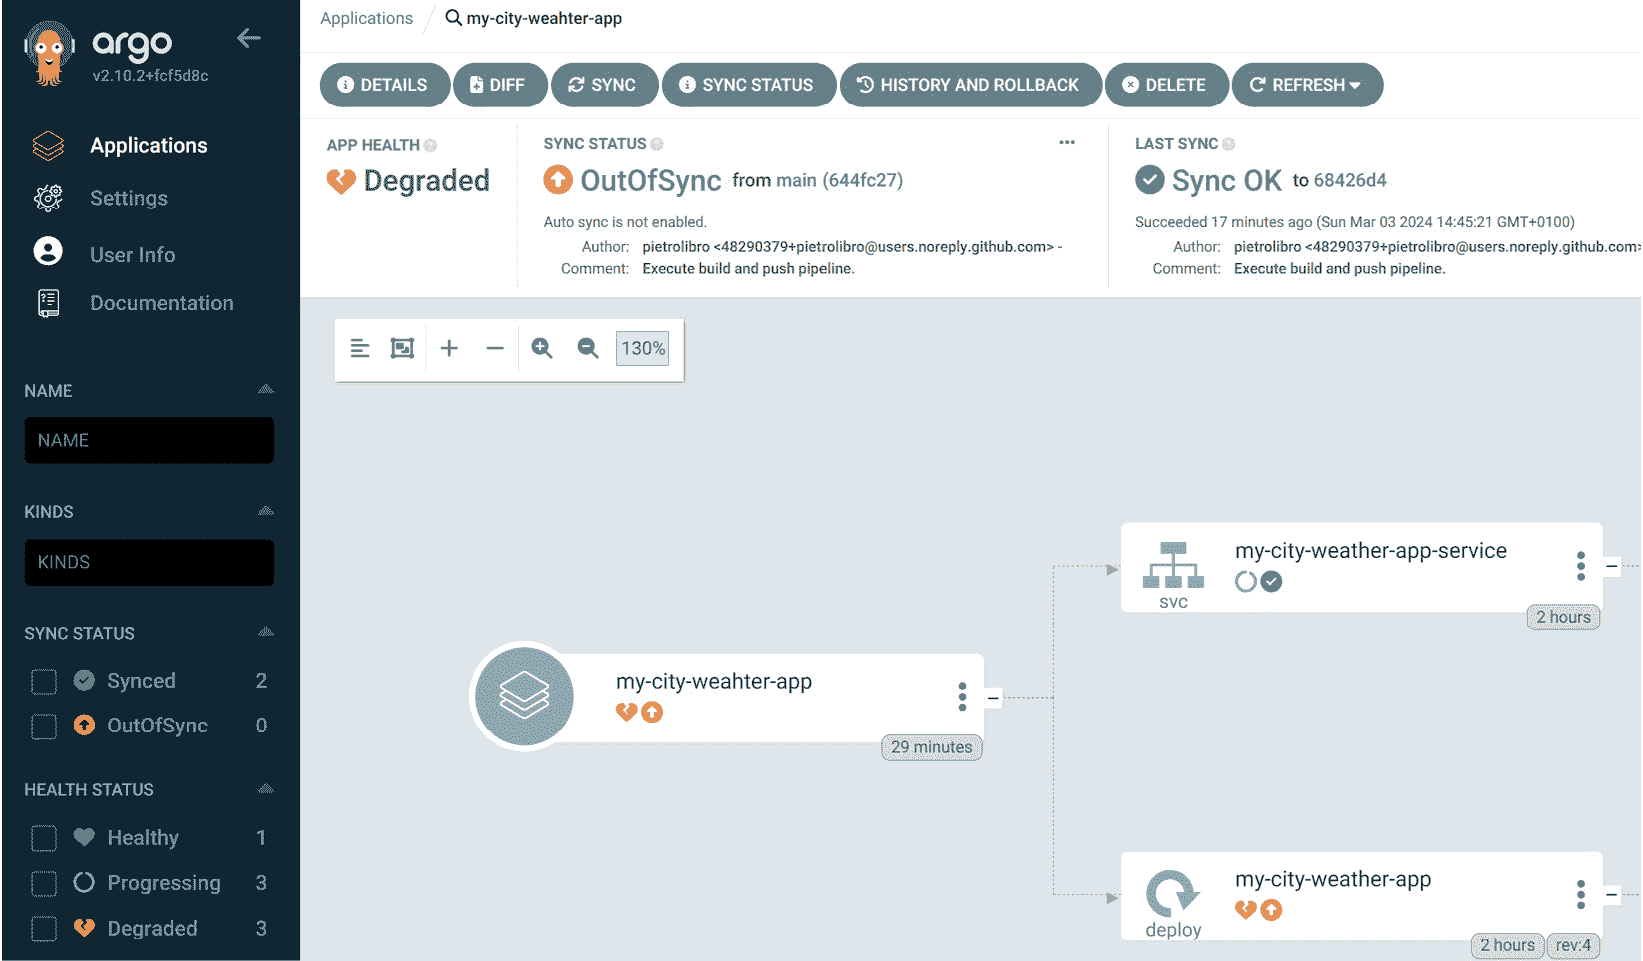 argo
v2.10.2+fcf5d8c
Applications
Settings
User Info
Documentation
NAME
NAME
KINDS
KINDS
SYNC STATUS
Synced 2
OutOfSync 0
HEALTH STATUS
Healthy 1
Progressing 3
Degraded 3
Applications / my-city-weahter-app
DETAILS DIFF SYNC SYNC STATUS HISTORY AND ROLLBACK DELETE REFRESH
APP HEALTH
Degraded
SYNC STATUS
OutOfSync from main (644fc27)
Auto sync is not enabled.
Author: pietrolibro <48290379+pietrolibro@users.noreply.github.com> -
Comment: Execute build and push pipeline.
LAST SYNC
Sync OK to 68426d4
Succeeded 17 minutes ago (Sun Mar 03 2024 14:45:21 GMT+0100)
Author: pietrolibro <48290379+pietrolibro@users.noreply.github.com>
Comment: Execute build and push pipeline.
130%
my-city-weather-app-service
svc
2 hours
my-city-weahter-app
29 minutes
my-city-weather-app
deploy
2 hours rev:4